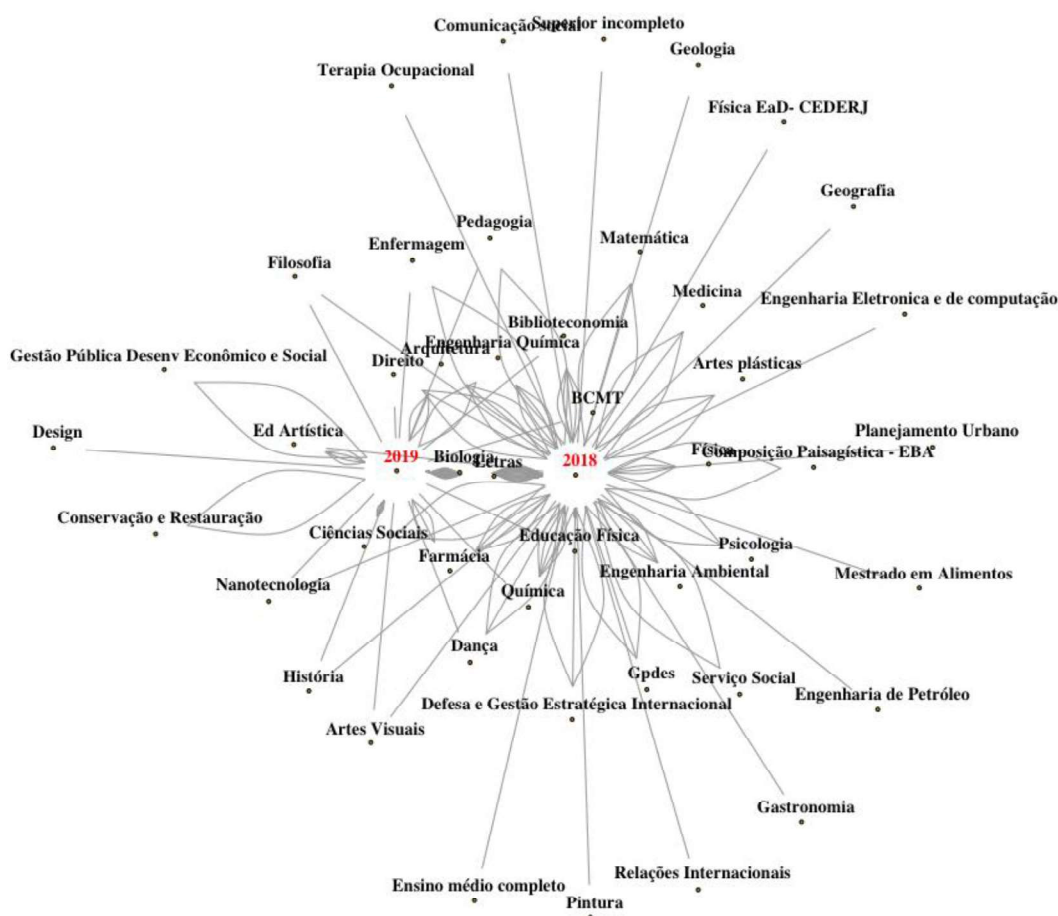 Comunicação social
Superior incompleto
Geologia
Terapia Ocupacional
Física EaD- CEDERJ
Geografia
Pedagogia
Matemática
Enfermagem
Filosofia
Medicina
Engenharia Eletronica e de computação
Biblioteconomia
Engenharia Química
Arquitetura
Gestão Pública Desenv Econômico e Social
Direito
Artes plásticas
BCMT
Design
Ed Artística
Planejamento Urbano
Física
Composição Paisagística - EBA
2019
Biologia
Letras
2018
Conservação e Restauração
Ciências Sociais
Educação Física
Farmácia
Psicologia
Engenharia Ambiental
Mestrado em Alimentos
Nanotecnologia
Química
Dança
História
Gpdes
Serviço Social
Engenharia de Petróleo
Defesa e Gestão Estratégica Internacional
Artes Visuais
Gastronomia
Relações Internacionais
Ensino médio completo
Pintura